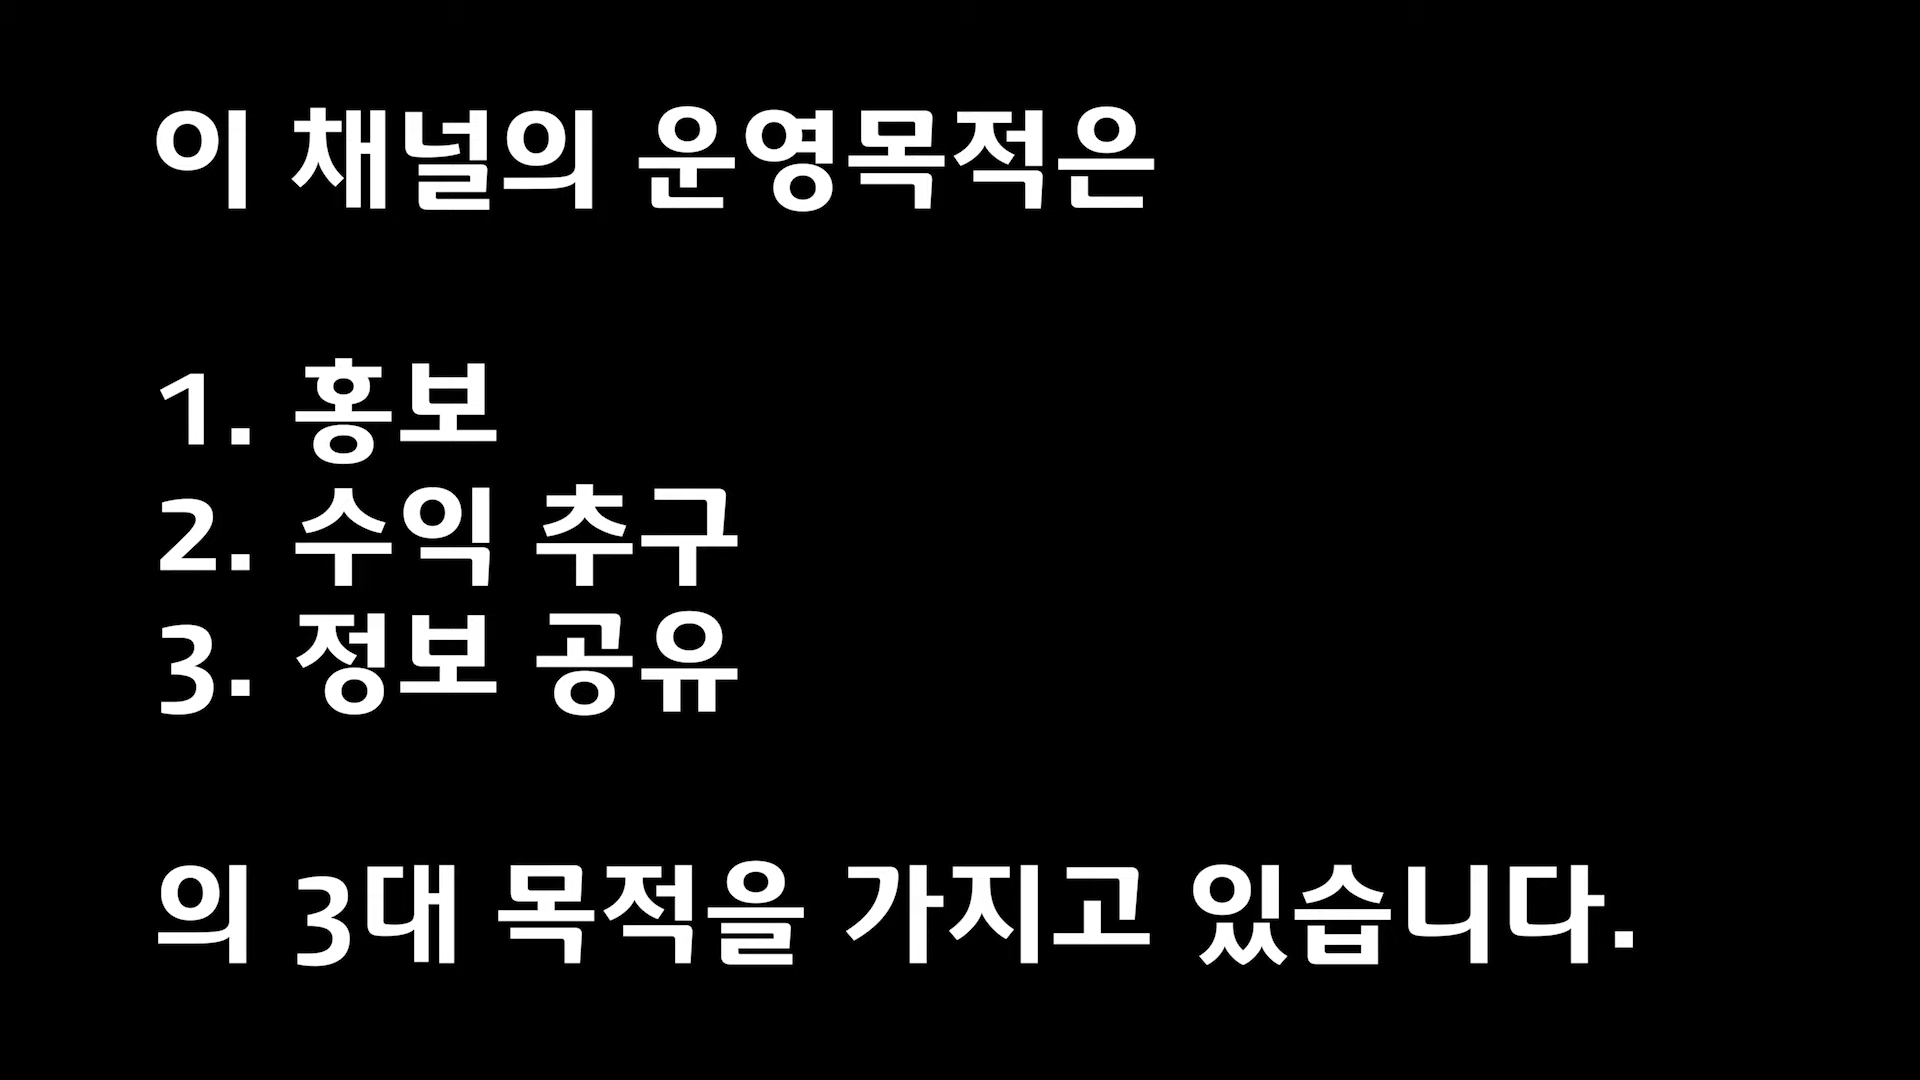 이 채널의 운영목적은
1. 홍보
2. 수익 추구
3. 정보 공유
의 3대 목적을 가지고 있습니다.